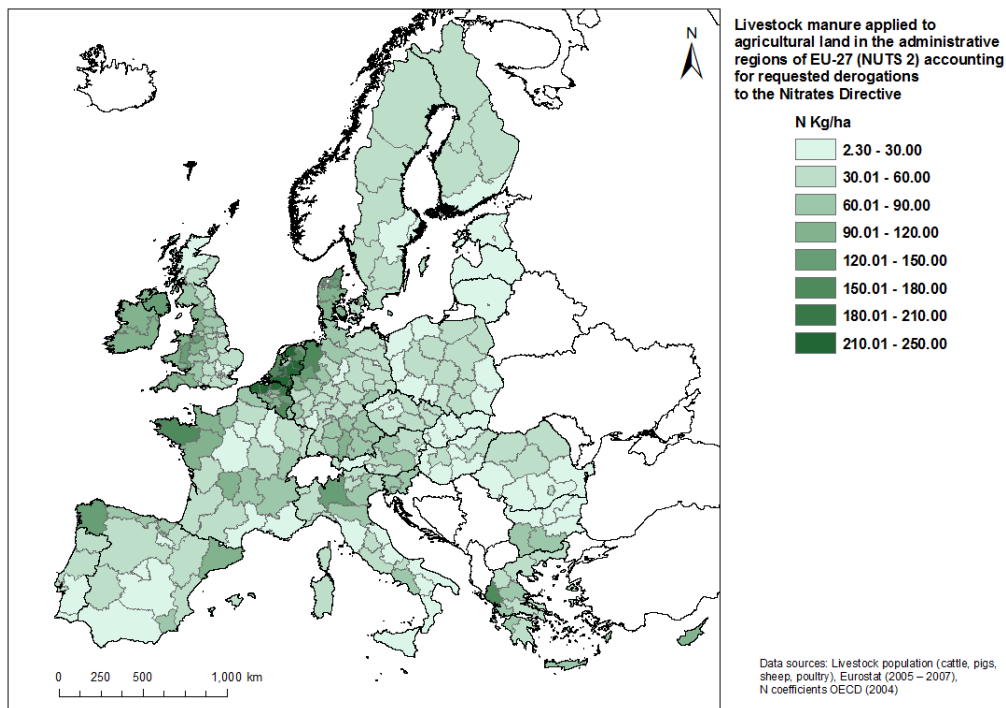 Livestock manure applied to
agricultural land in the administrative
regions of EU-27 (NUTS 2) accounting
for requested derogations
to the Nitrates Directive
N
N Kg/ha
2.30 - 30.00
30.01 - 60.00
60.01 - 90.00
90.01 - 120.00
120.01 - 150.00
150.01 - 180.00
180.01 - 210.00
210.01 - 250.00
0 250 500 1,000 km
Data sources: Livestock population (cattle, pigs,
sheep, poultry), Eurostat (2005 – 2007),
N coefficients OECD (2004)